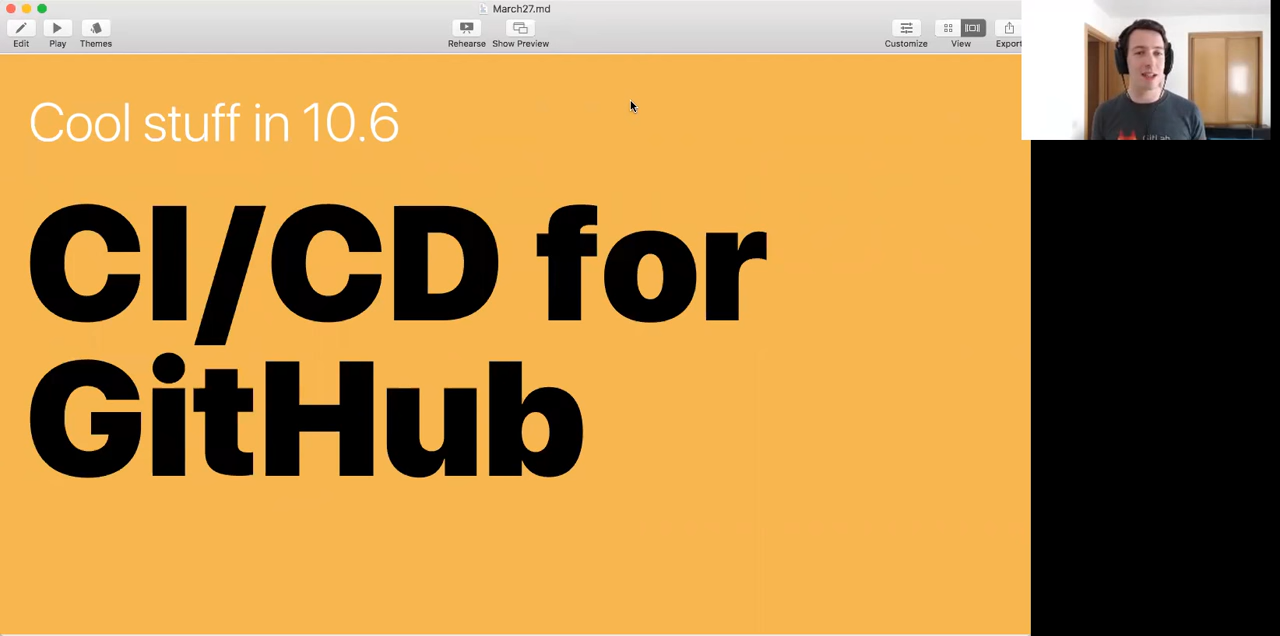 March27.md
Edit
Play
Themes
Rehearse
Show Preview
Customize
View
Export
Cool stuff in 10.6
CI/CD for
GitHub
GitLab